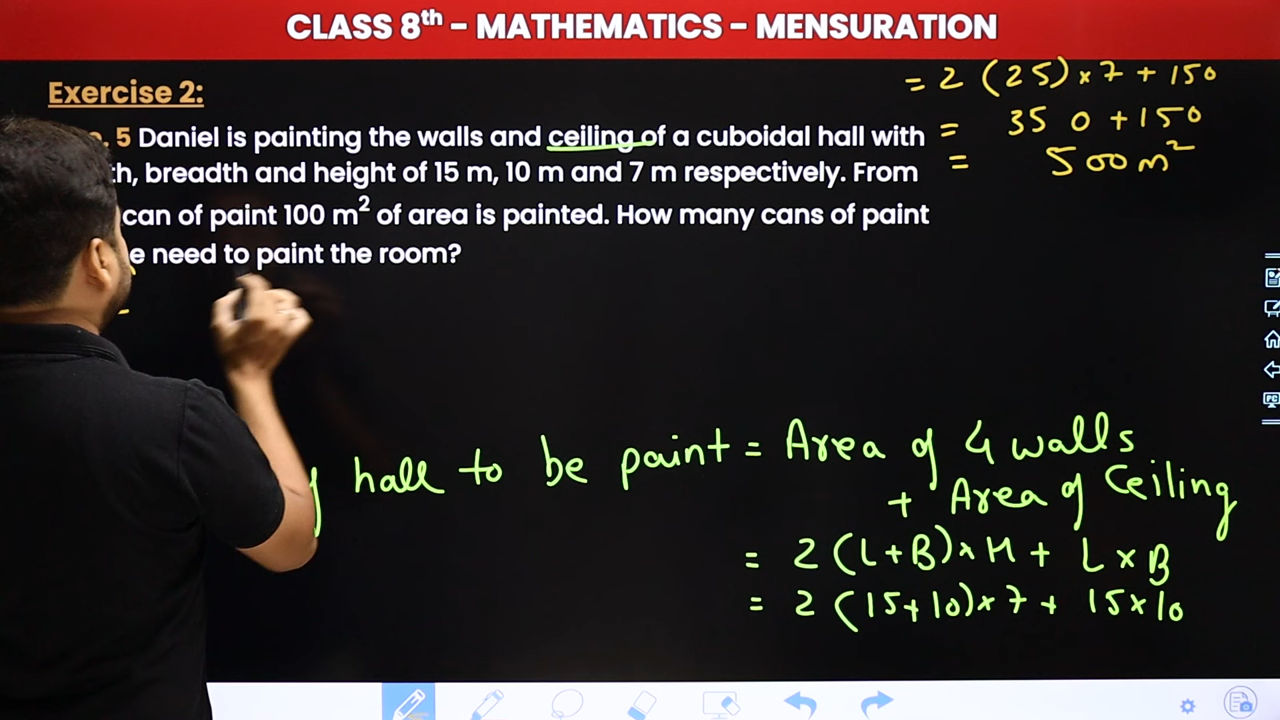 CLASS 8th - MATHEMATICS - MENSURATION
Exercise 2:
. 5 Daniel is painting the walls and ceiling of a cuboidal hall with
breadth and height of 15 m, 10 m and 7 m respectively. From
can of paint 100 m² of area is painted. How many cans of paint
need to paint the room?
= 2 (25) × 7 + 150
= 350 + 150
= 500 m²
hall to be paint = Area of 4 walls
+ Area of Ceiling
= 2 (L+B) × H + L × B
= 2 (15+10) × 7 + 15 × 10